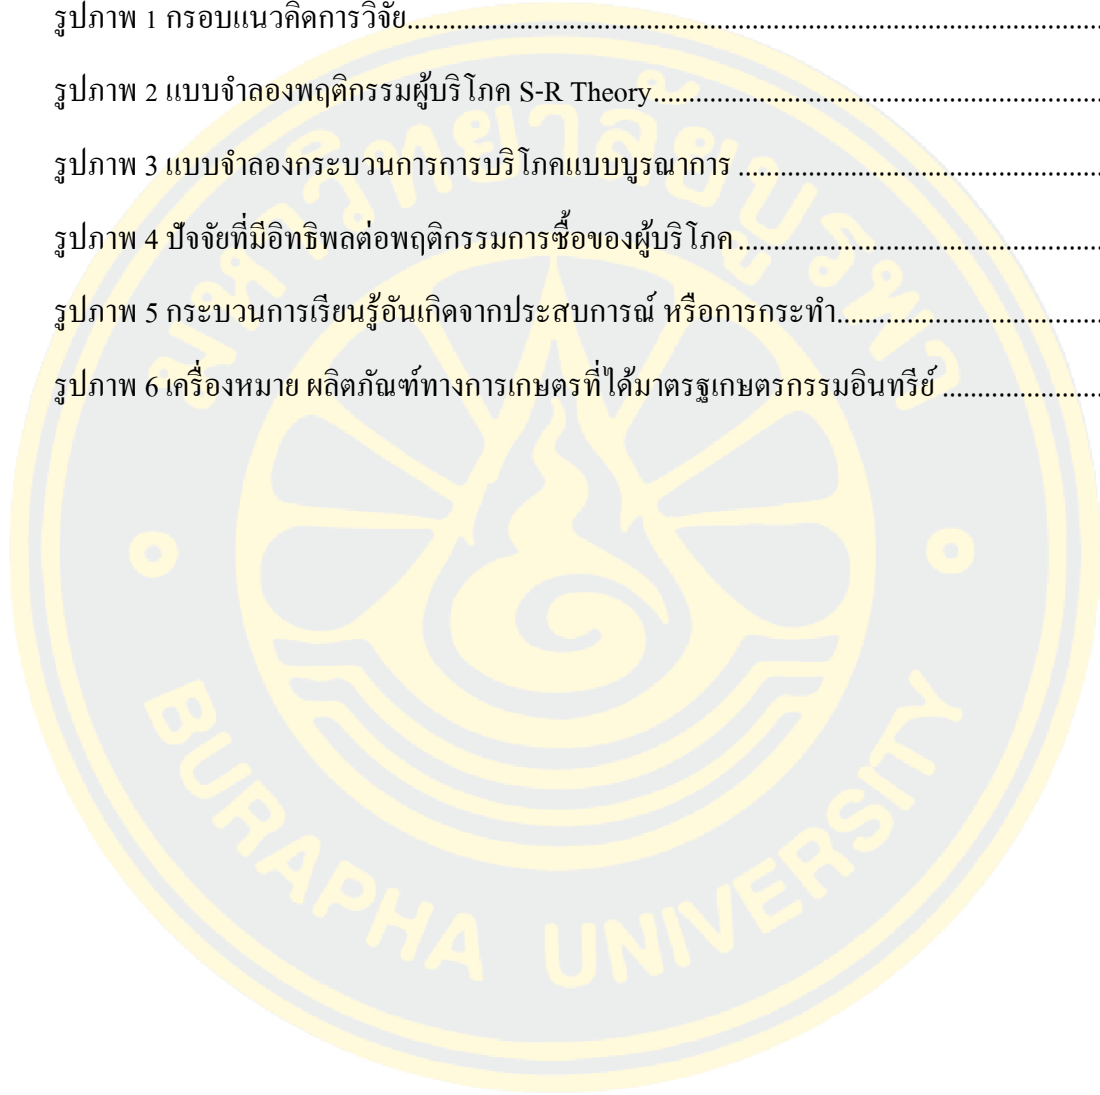 รูปภาพ 1 กรอบแนวคิดการวิจัย.......................................................................................................
รูปภาพ 2 แบบจำลองพฤติกรรมผู้บริโภค S-R Theory................................................................
รูปภาพ 3 แบบจำลองกระบวนการการบริโภคแบบบูรณาการ .....................................................
รูปภาพ 4 ปัจจัยที่มีอิทธิพลต่อพฤติกรรมการซื้อของผู้บริโภค .....................................................
รูปภาพ 5 กระบวนการเรียนรู้อันเกิดจากประสบการณ์ หรือการกระทำ......................................
รูปภาพ 6 เครื่องหมาย ผลิตภัณฑ์ทางการเกษตรที่ได้มาตรฐเกษตรกรรมอินทรีย์ .......................
มหาวิทยาลัยบูรพา
BURAPHA UNIVERSITY